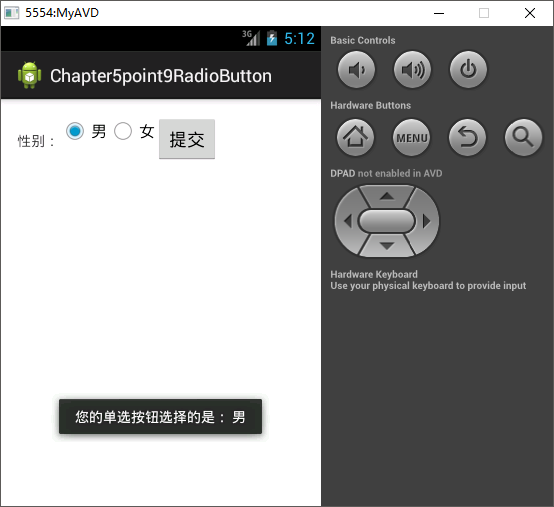 5554:MyAVD
3G 5:12
Chapter5point9RadioButton
性别： 男 女 提交
您的单选按钮选择的是：男
Basic Controls
Hardware Buttons
MENU
DPAD not enabled in AVD
Hardware Keyboard
Use your physical keyboard to provide input